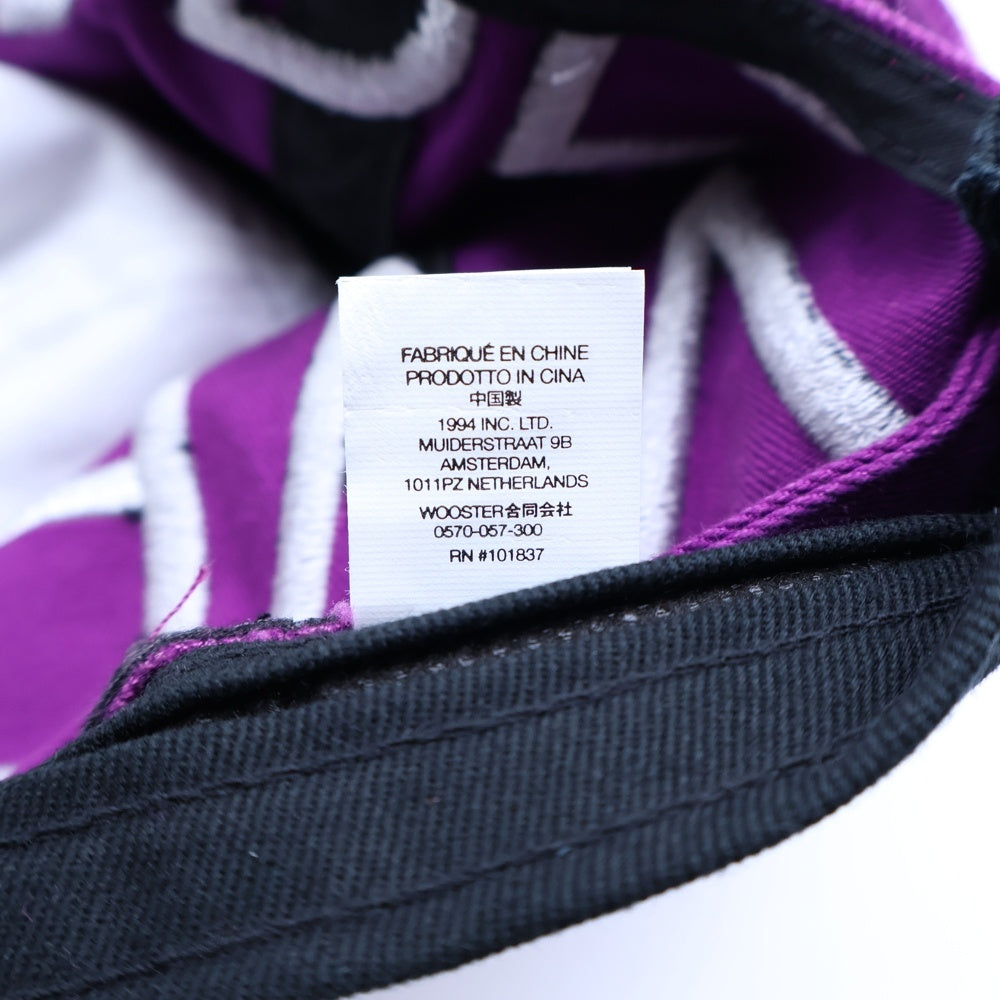 FABRIQUÉ EN CHINE
PRODOTTO IN CINA
中国製
1994 INC. LTD.
MUIDERSTRAAT 9B
AMSTERDAM,
1011PZ NETHERLANDS
WOOSTER合同会社
0570-057-300
RN #101837